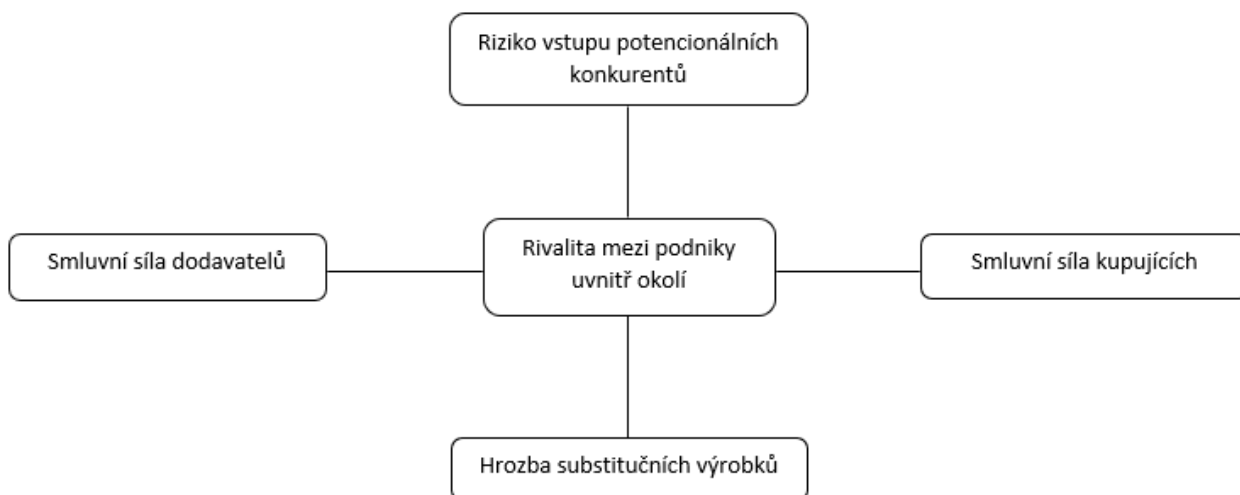 Riziko vstupu potencionálních
konkurentů
Smluvní síla dodavatelů
Rivalita mezi podniky
uvnitř okolí
Smluvní síla kupujících
Hrozba substitučních výrobků